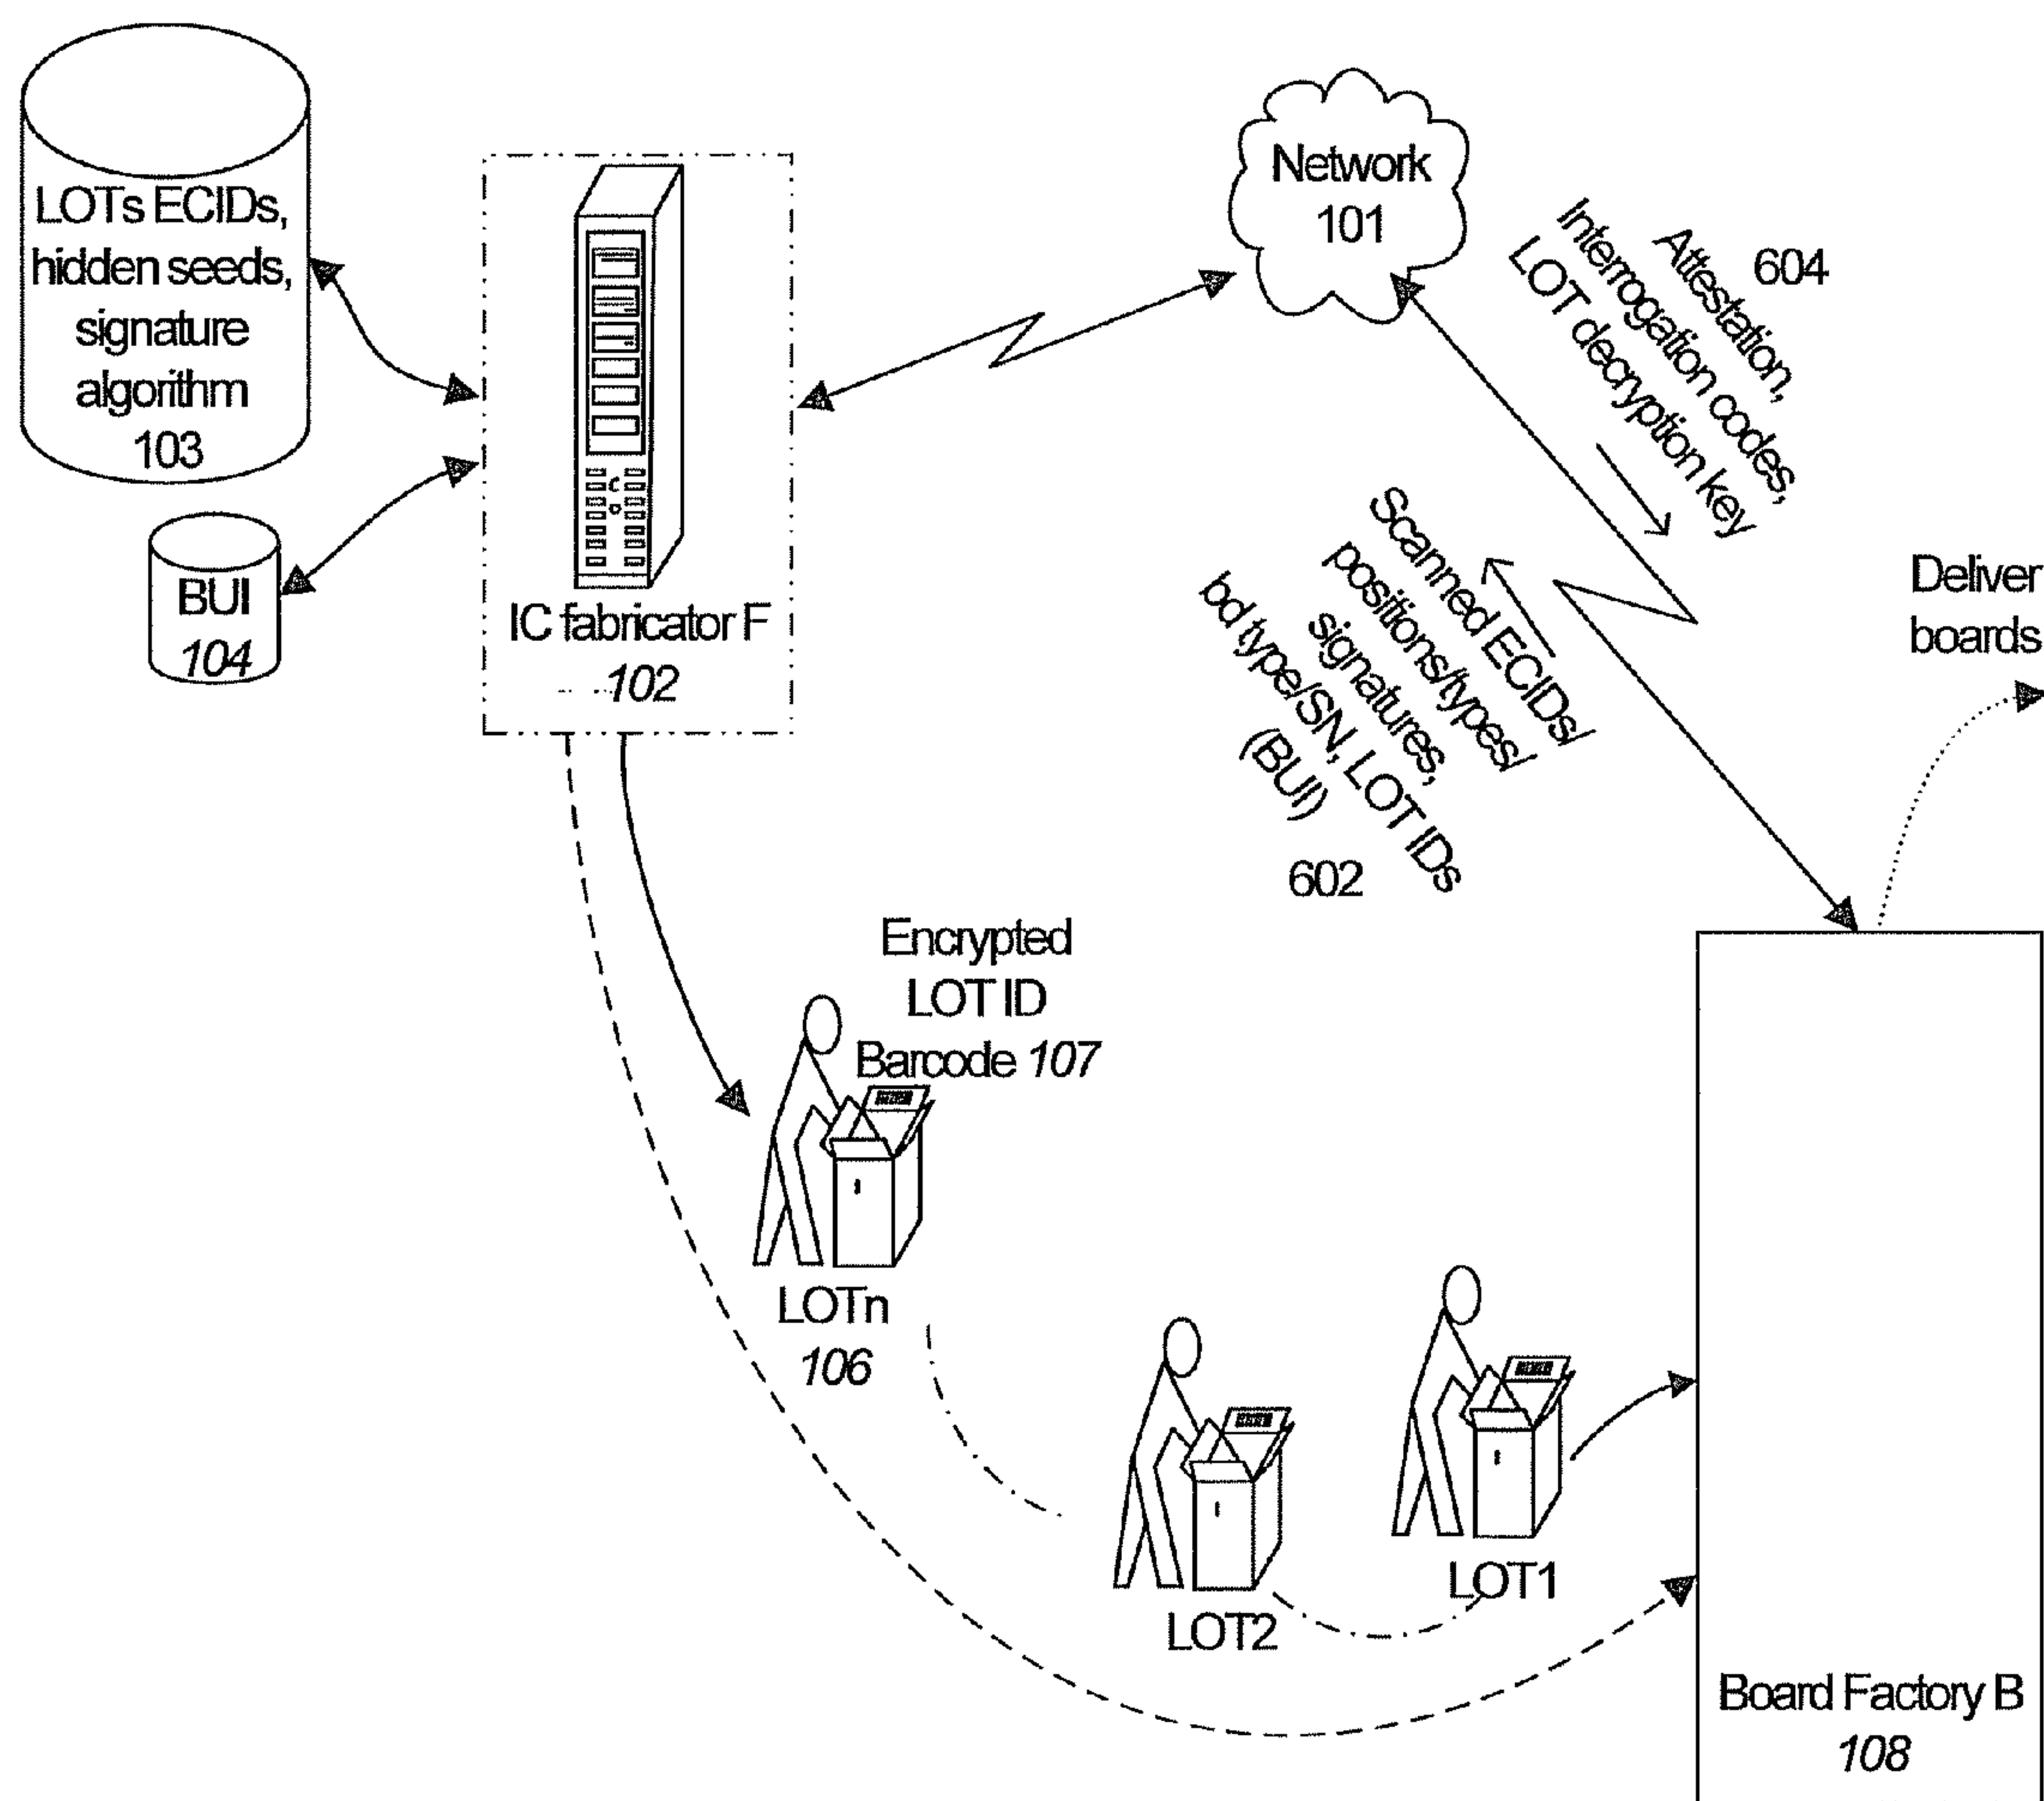 LOTs ECIDs,
hidden seeds,
signature
algorithm
103
BUI
104
IC fabricator F
102
Network
101
Attestation,
Interrogation codes,
LOT decryption key
604
Scanned ECIDs/
positions/types/
signatures,
bd type/SN, LOT IDs
(BUI)
602
Deliver
boards
Encrypted
LOT ID
Barcode 107
LOTn
106
LOT2
LOT1
Board Factory B
108